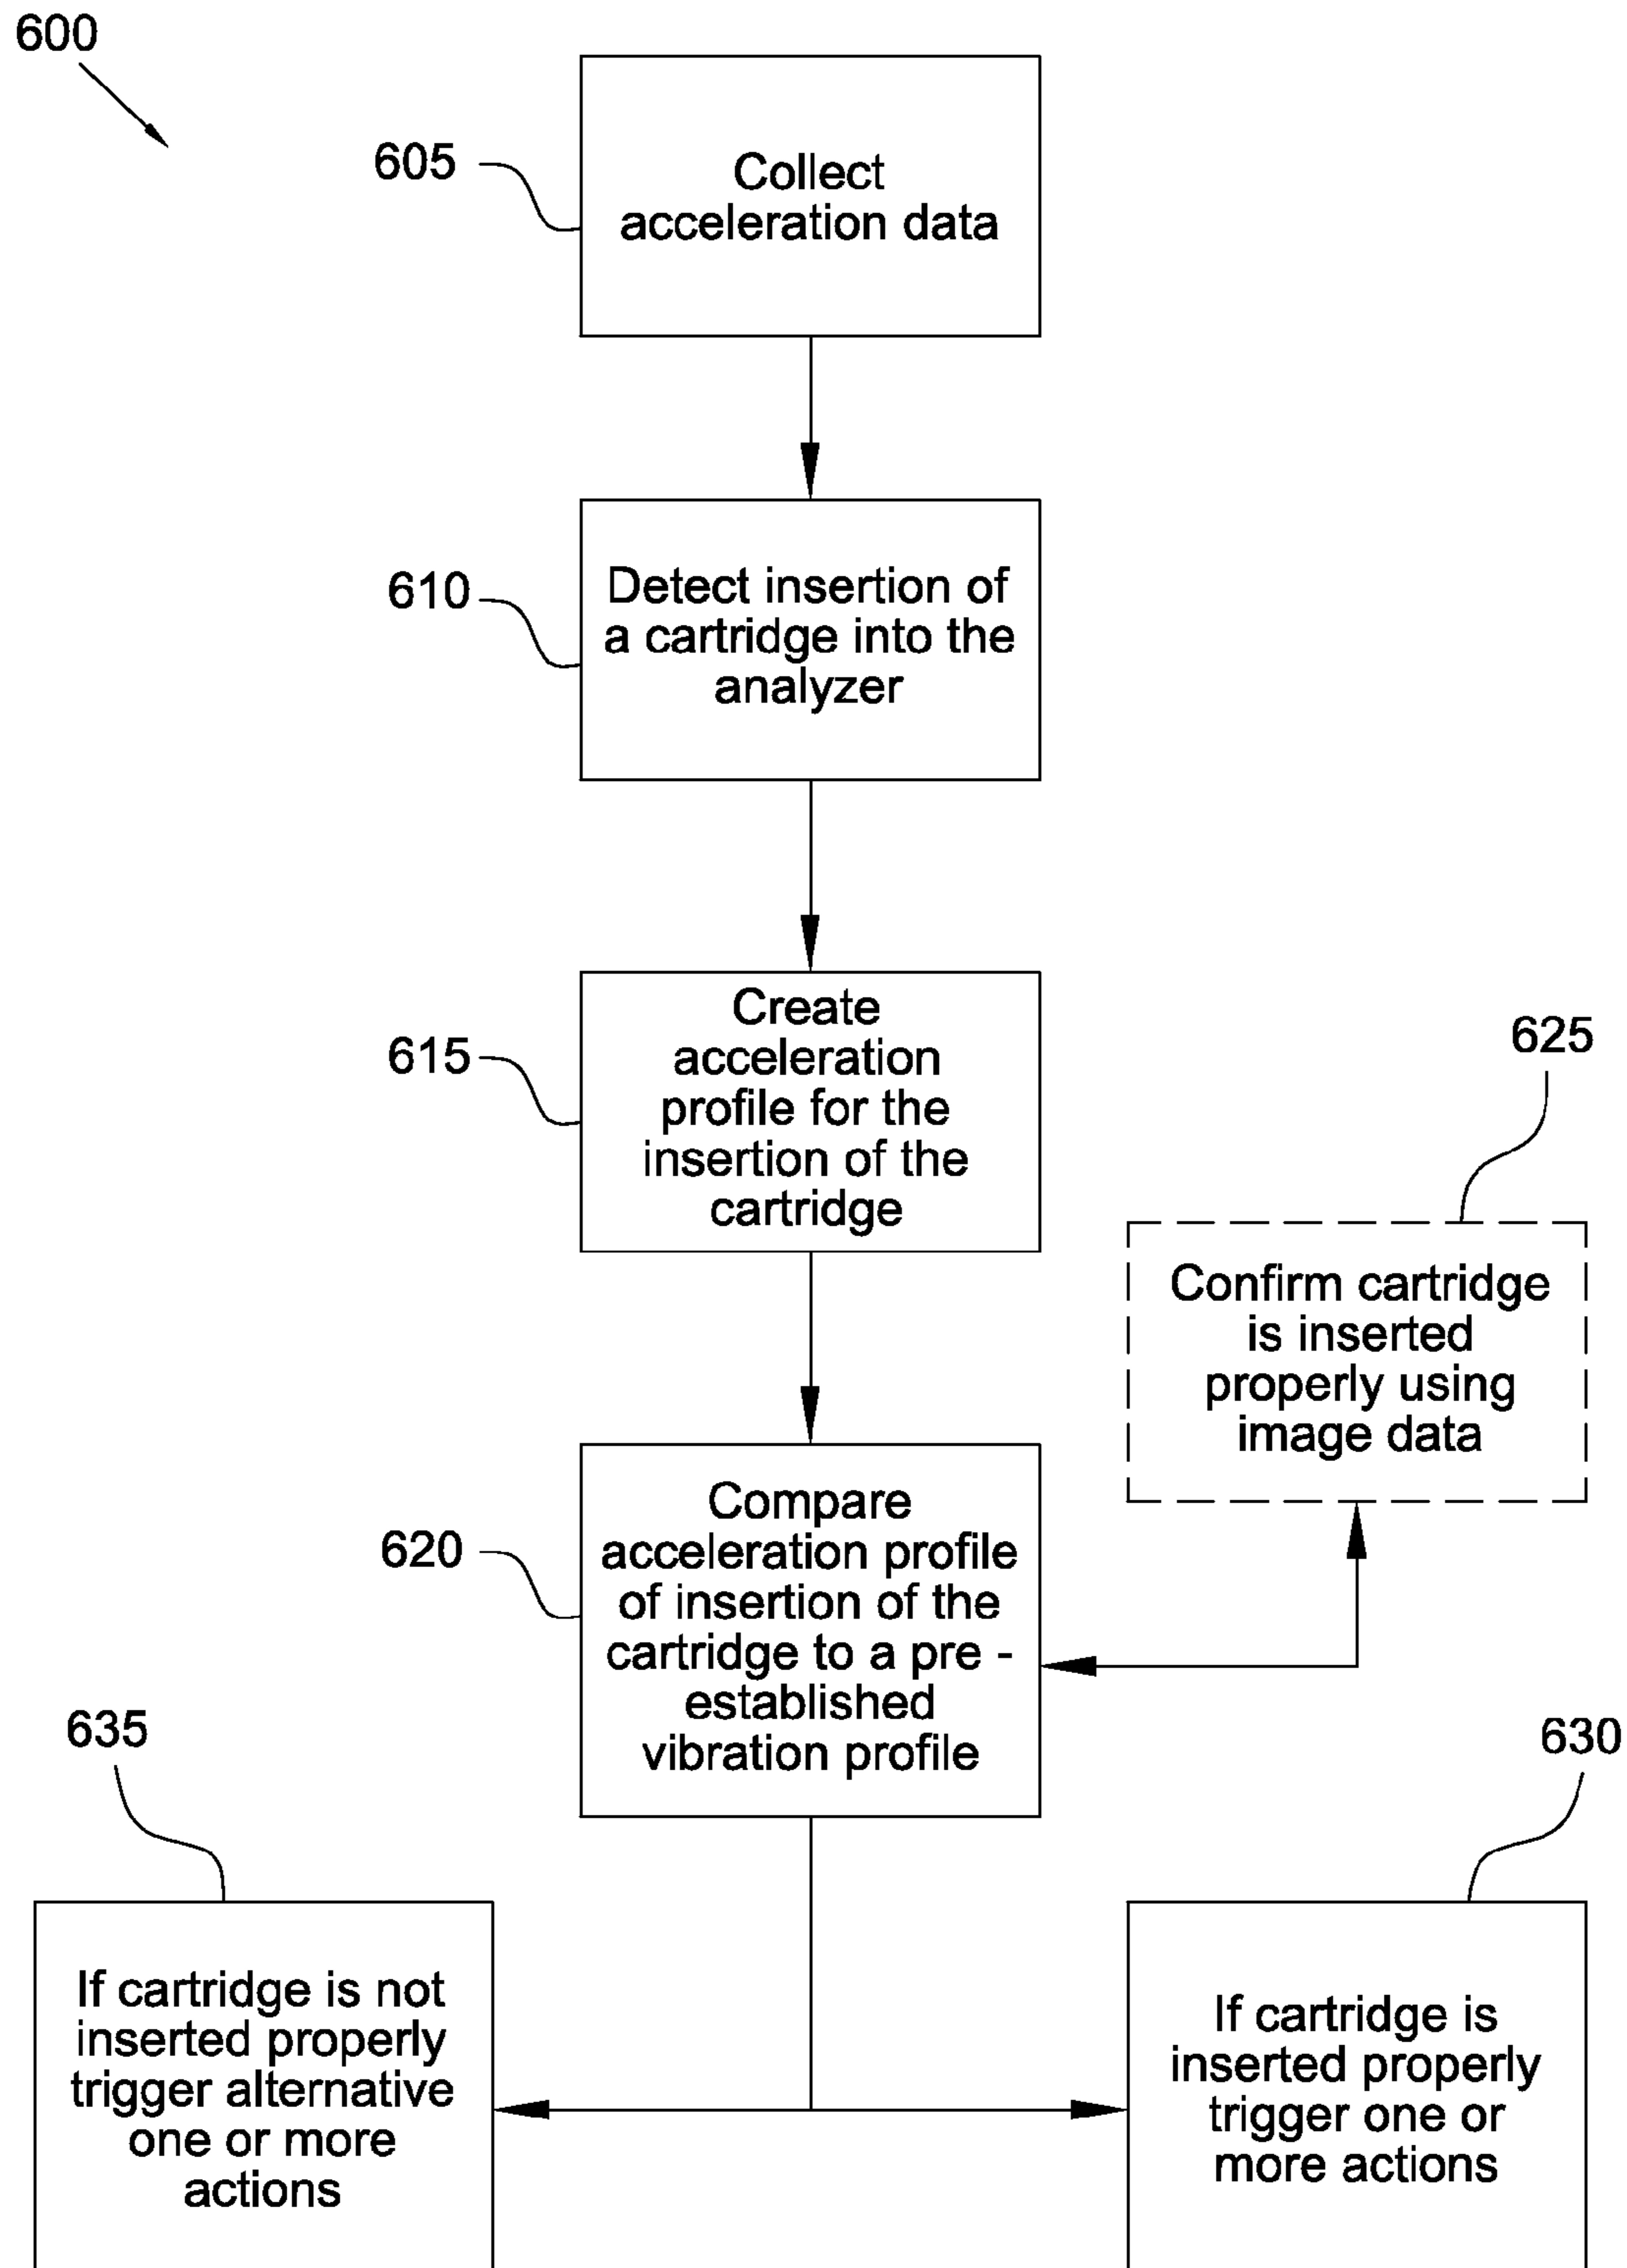 600
605
Collect
acceleration data
610
Detect insertion of
a cartridge into the
analyzer
615
Create
acceleration
profile for the
insertion of the
cartridge
625
Confirm cartridge
is inserted
properly using
image data
620
Compare
acceleration profile
of insertion of the
cartridge to a pre -
established
vibration profile
635
If cartridge is not
inserted properly
trigger alternative
one or more
actions
630
If cartridge is
inserted properly
trigger one or
more actions